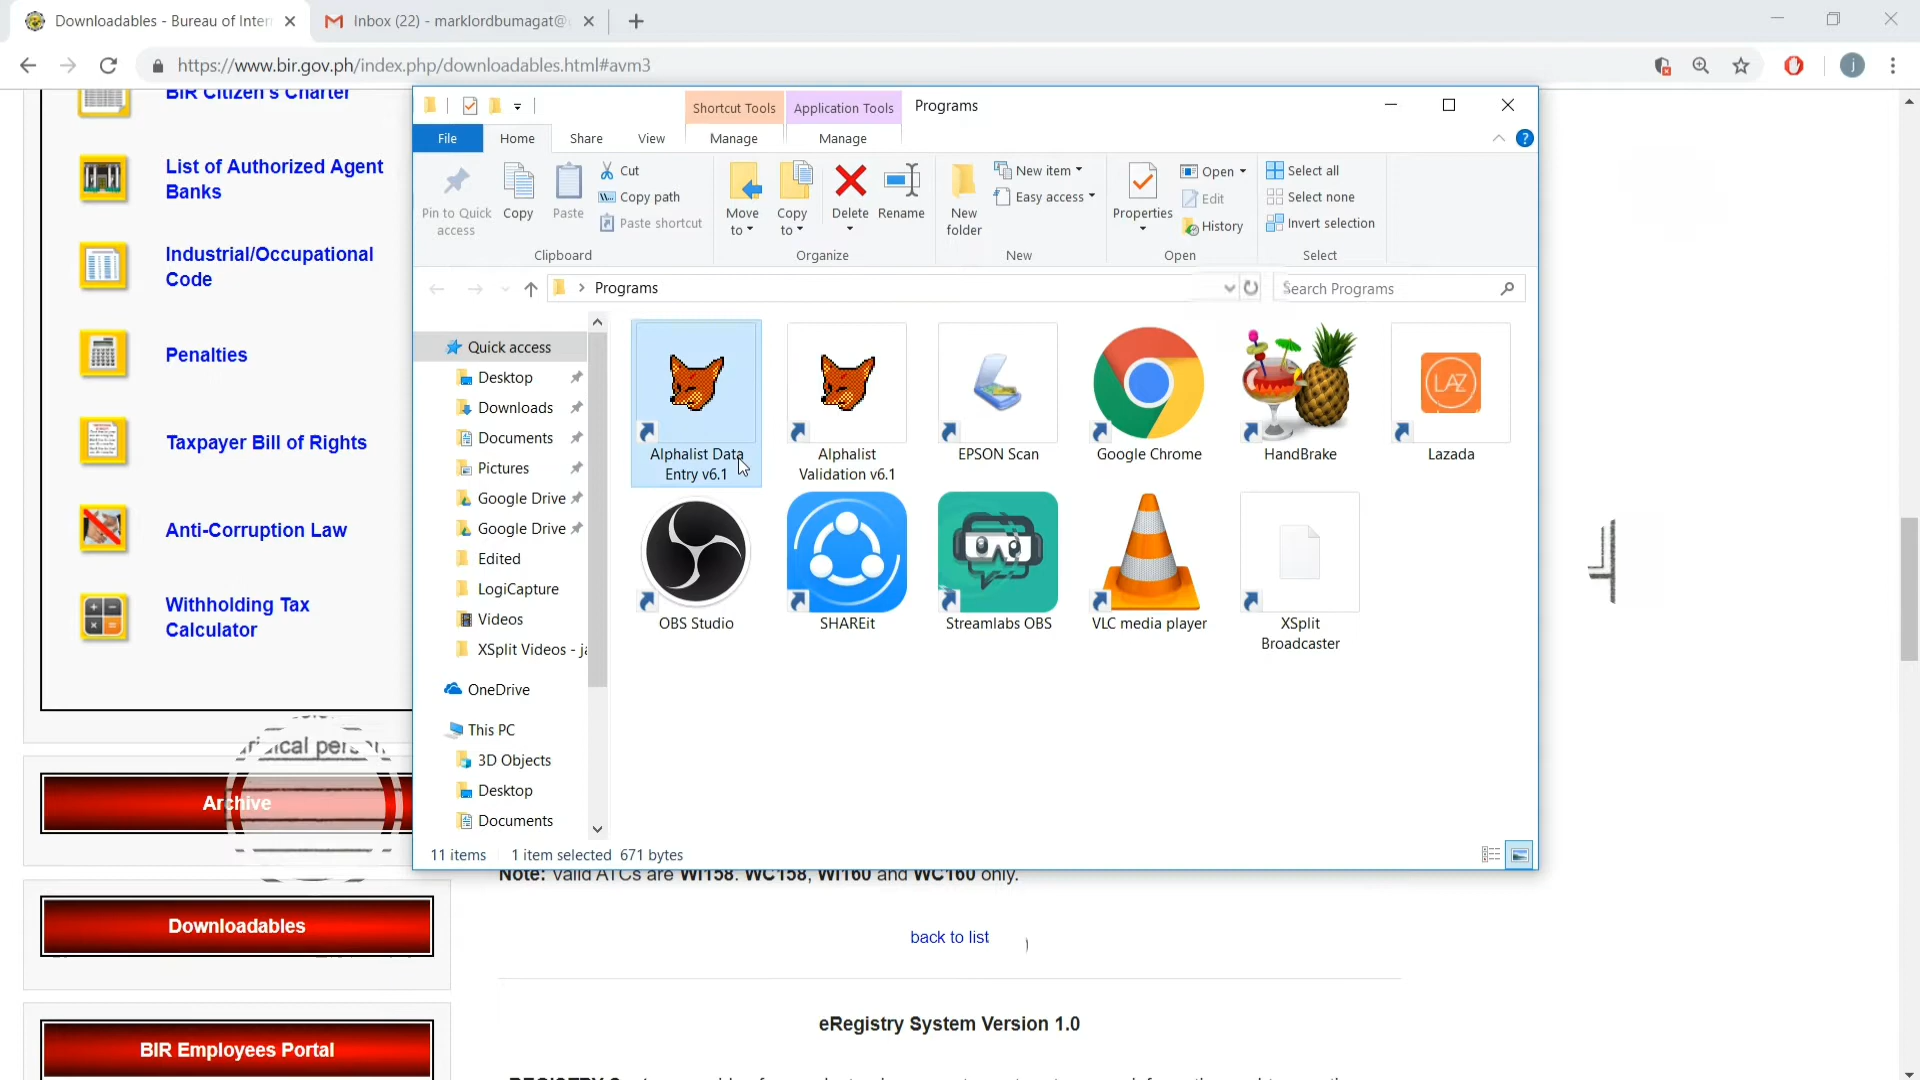 Downloadables - Bureau of Inter
Inbox (22) - marklordbumagat@
https://www.bir.gov.ph/index.php/downloadables.html#avm3
j
BIR Citizen's Charter
List of Authorized Agent
Banks
Industrial/Occupational
Code
Penalties
Taxpayer Bill of Rights
Anti-Corruption Law
Withholding Tax
Calculator
Archive
Downloadables
BIR Employees Portal
Shortcut Tools
Application Tools
Programs
File
Home
Share
View
Manage
Manage
Pin to Quick
access
Copy
Paste
Cut
Copy path
Paste shortcut
Clipboard
Move
to
Copy
to
Delete
Rename
Organize
New
folder
New item
Easy access
New
Properties
Open
Edit
History
Open
Select all
Select none
Invert selection
Select
Programs
Search Programs
Quick access
Desktop
Downloads
Documents
Pictures
Google Drive
Google Drive
Edited
LogiCapture
Videos
XSplit Videos - ja
OneDrive
This PC
3D Objects
Desktop
Documents
Alphalist Data
Entry v6.1
Alphalist
Validation v6.1
EPSON Scan
Google Chrome
HandBrake
LAZ
Lazada
OBS Studio
SHAREit
Streamlabs OBS
VLC media player
XSplit
Broadcaster
11 items
1 item selected 671 bytes
Note: Valid ATCs are WI158. WC158, WI160 and WC160 only.
back to list
eRegistry System Version 1.0